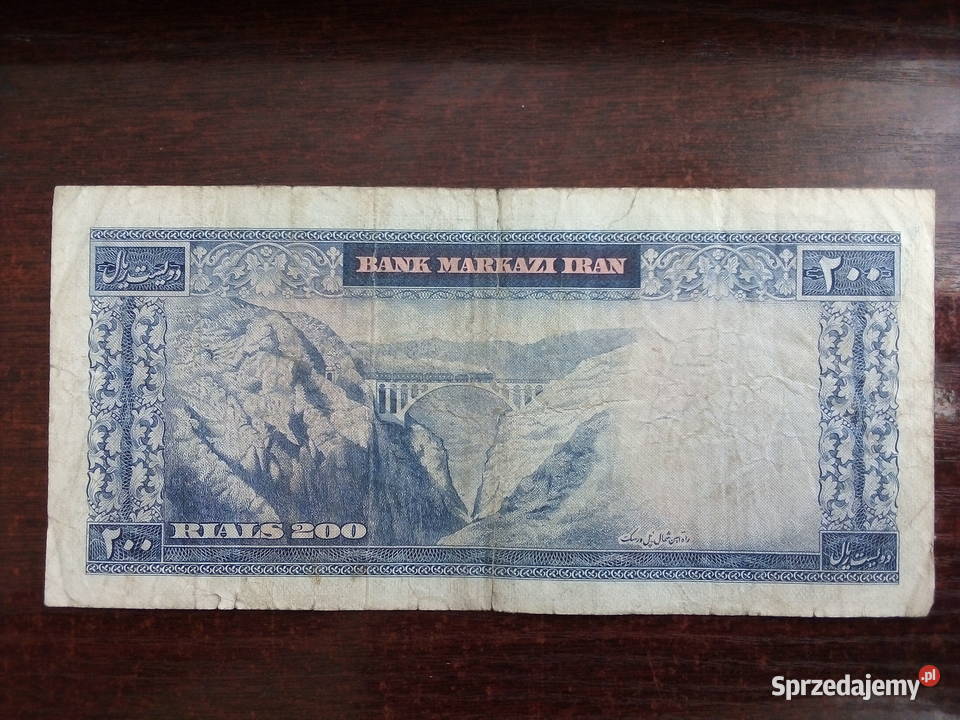 دویست ریال
BANK MARKAZI IRAN
۲۰۰
RIALS 200
راه آهن شمال پل ورسک
۲۰۰
دویست ریال
Sprzedajemy.pl